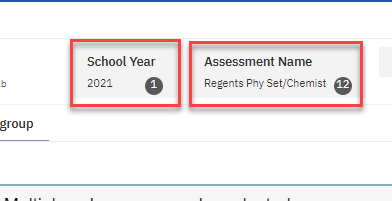 School Year
Assessment Name
2021
1
Regents Phy Set/Chemist
12
group